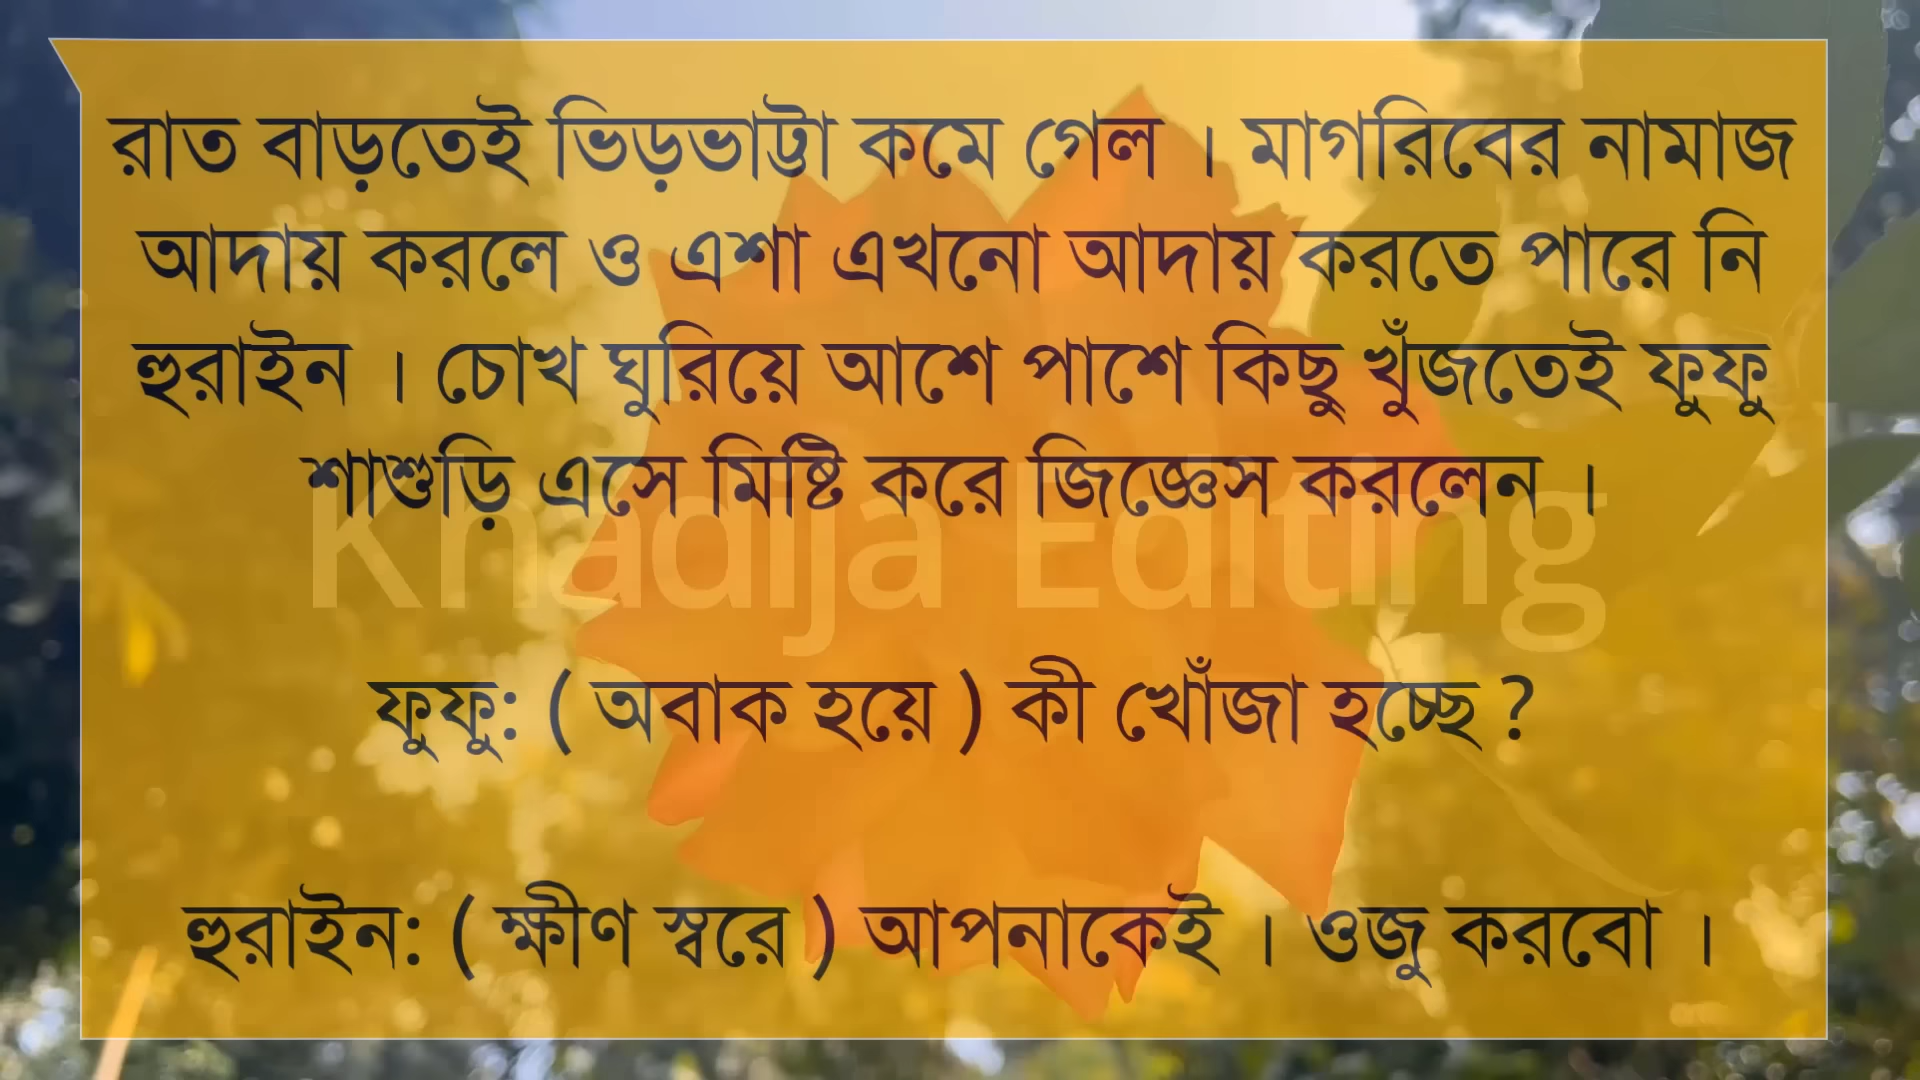 রাত বাড়তেই ভিড়ভাট্টা কমে গেল । মাগরিবের নামাজ
আদায় করলে ও এশা এখনো আদায় করতে পারে নি
হুরাইন । চোখ ঘুরিয়ে আশে পাশে কিছু খুঁজতেই ফুফু
শাশুড়ি এসে মিষ্টি করে জিজ্ঞেস করলেন ।
Khadija Editing
ফুফু: ( অবাক হয়ে ) কী খোঁজা হচ্ছে ?
হুরাইন: ( ক্ষীণ স্বরে ) আপনাকেই । ওজু করবো ।